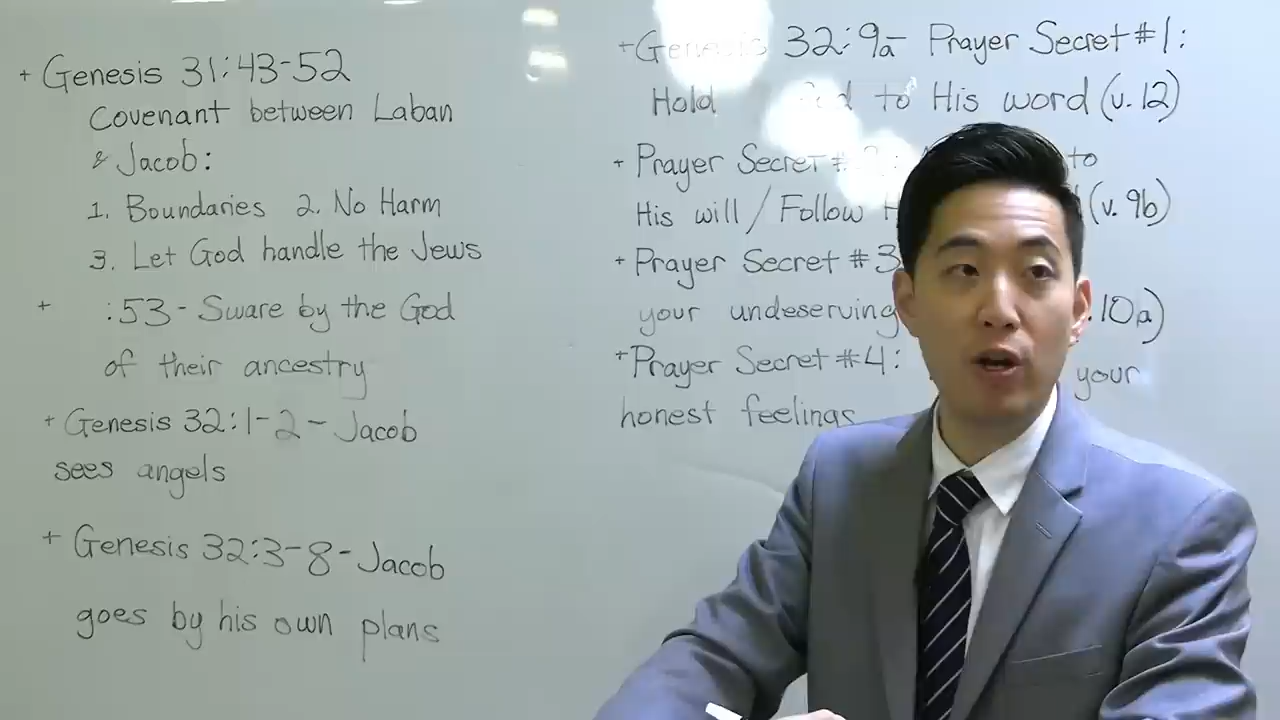 + Genesis 31:43-52
Covenant between Laban
& Jacob:
1. Boundaries 2. No Harm
3. Let God handle the Jews
+ :53 - Sware by the God
of their ancestry
+ Genesis 32:1-2 - Jacob
sees angels
+ Genesis 32:3-8 - Jacob
goes by his own plans
+ Genesis 32:9a - Prayer Secret #1:
Hold God to His word (v. 12)
+ Prayer Secret # to
His will / Follow (v. 9b)
+ Prayer Secret #3
your undeserving 10a)
+ Prayer Secret #4: your
honest feelings